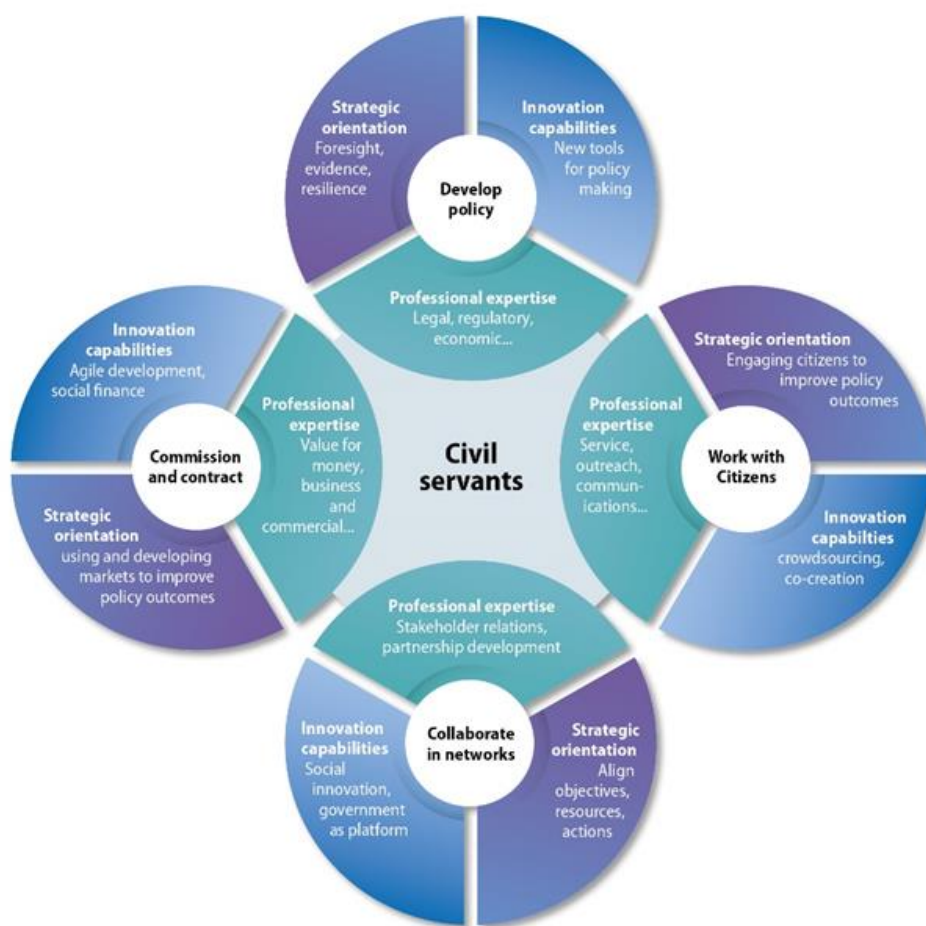 Strategic
orientation
Foresight,
evidence,
resilience
Innovation
capabilities
New tools
for policy
making
Develop
policy
Professional expertise
Legal, regulatory,
economic...
Innovation
capabilities
Agile development,
social finance
Commission
and contract
Strategic
orientation
using and developing
markets to improve
policy outcomes
Professional
expertise
Value for
money,
business
and
commercial...
Civil
servants
Professional
expertise
Service,
outreach,
commun-
ications...
Work with
Citizens
Strategic orientation
Engaging citizens to
improve policy
outcomes
Innovation
capabilties
crowdsourcing,
co-creation
Professional expertise
Stakeholder relations,
partnership development
Collaborate
in networks
Innovation
capabilities
Social
innovation,
government
as platform
Strategic
orientation
Align
objectives,
resources,
actions